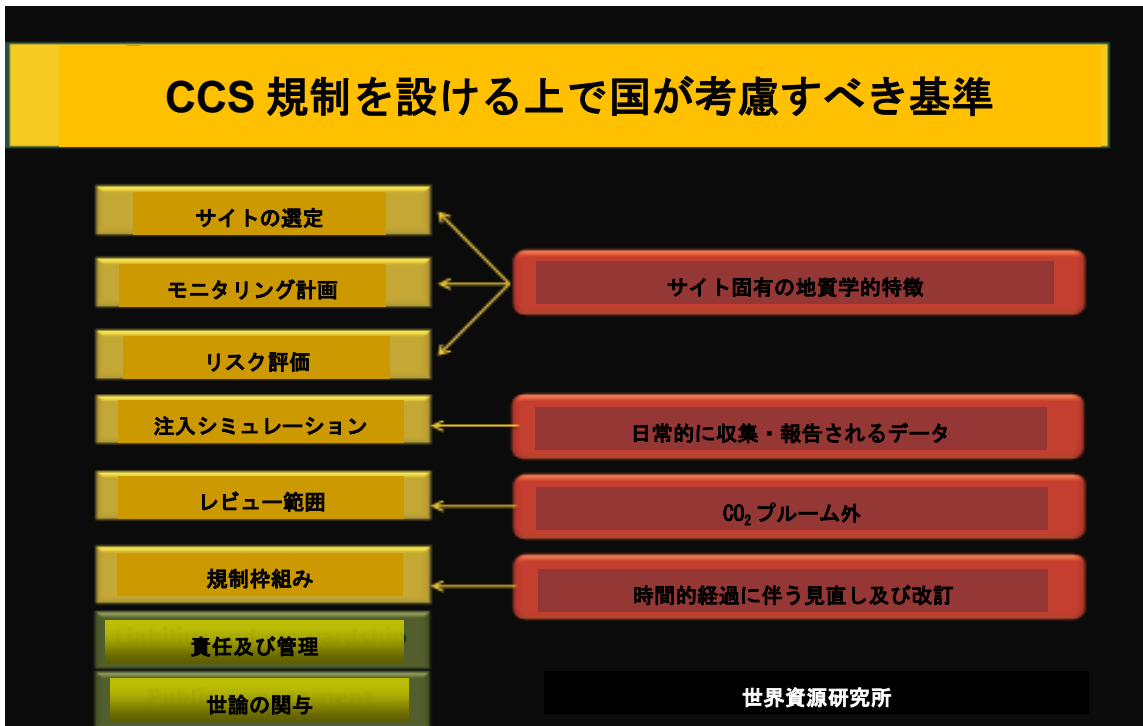 CCS 規制を設ける上で国が考慮すべき基準
サイトの選定
モニタリング計画
サイト固有の地質学的特徴
リスク評価
注入シミュレーション
日常的に収集・報告されるデータ
レビュー範囲
CO₂ プルーム外
規制枠組み
時間的経過に伴う見直し及び改訂
責任及び管理
世論の関与
世界資源研究所